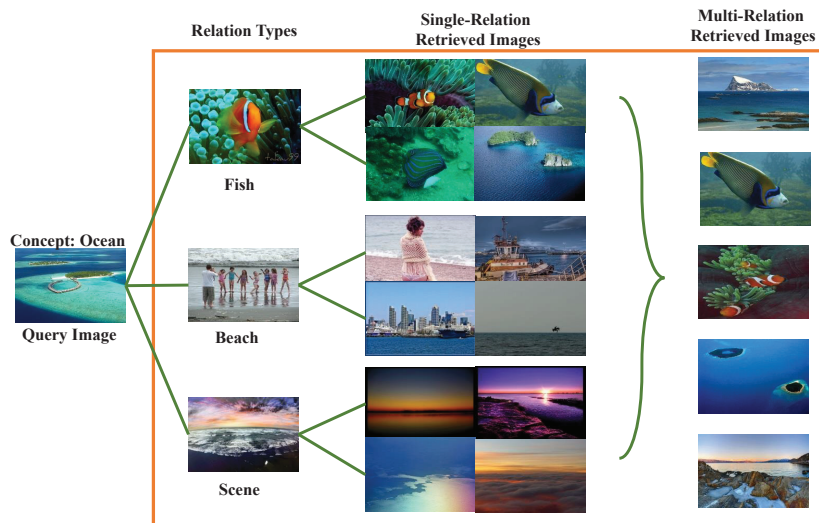 Relation Types
Single-Relation
Retrieved Images
Multi-Relation
Retrieved Images
Fish
Concept: Ocean
Query Image
Beach
Scene